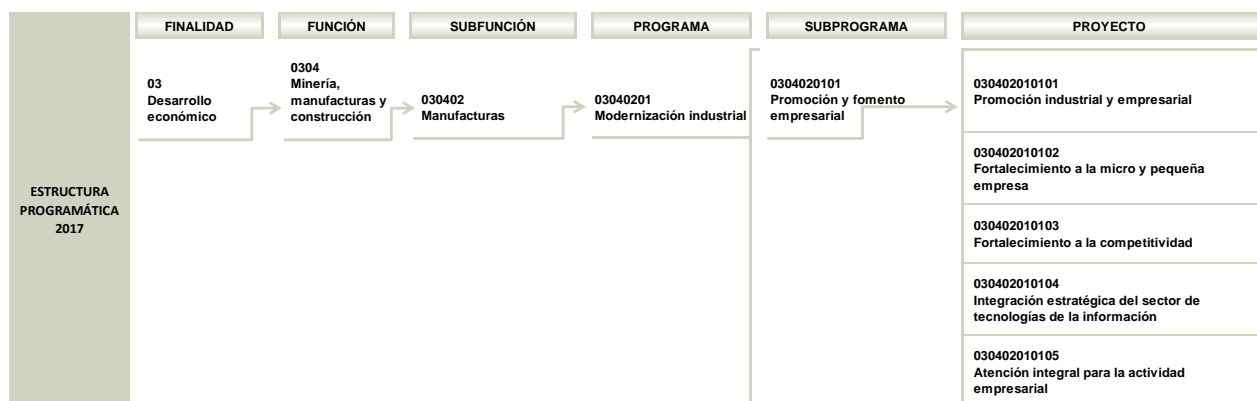 FINALIDAD
FUNCIÓN
SUBFUNCIÓN
PROGRAMA
SUBPROGRAMA
PROYECTO
ESTRUCTURA
PROGRAMÁTICA
2017
03
Desarrollo
económico
0304
Minería,
manufacturas y
construcción
030402
Manufacturas
03040201
Modernización industrial
0304020101
Promoción y fomento
empresarial
030402010101
Promoción industrial y empresarial
030402010102
Fortalecimiento a la micro y pequeña
empresa
030402010103
Fortalecimiento a la competitividad
030402010104
Integración estratégica del sector de
tecnologías de la información
030402010105
Atención integral para la actividad
empresarial